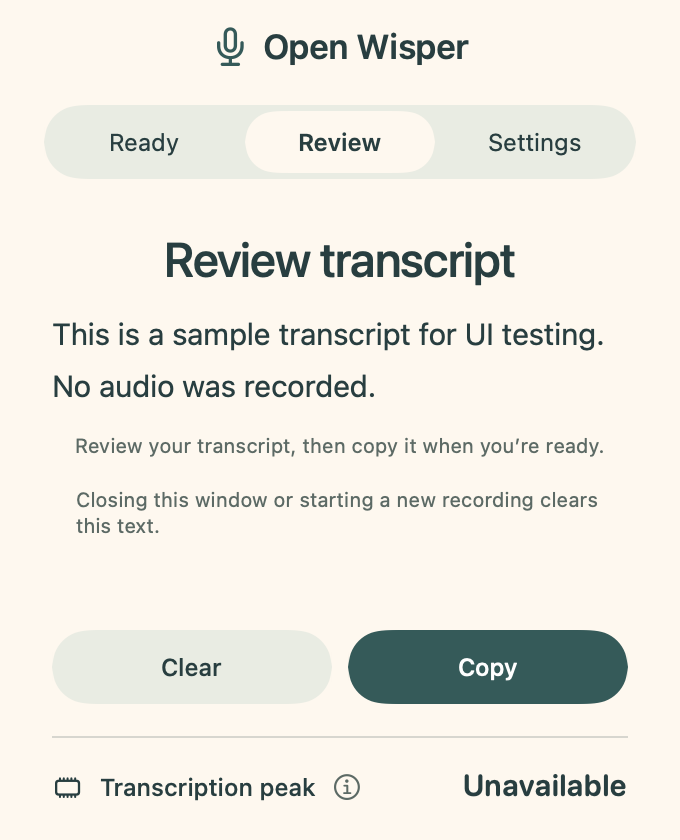 Open Wisper
Ready
Review
Settings
Review transcript
This is a sample transcript for UI testing.
No audio was recorded.
Review your transcript, then copy it when you’re ready.
Closing this window or starting a new recording clears
this text.
Clear
Copy
Transcription peak
Unavailable